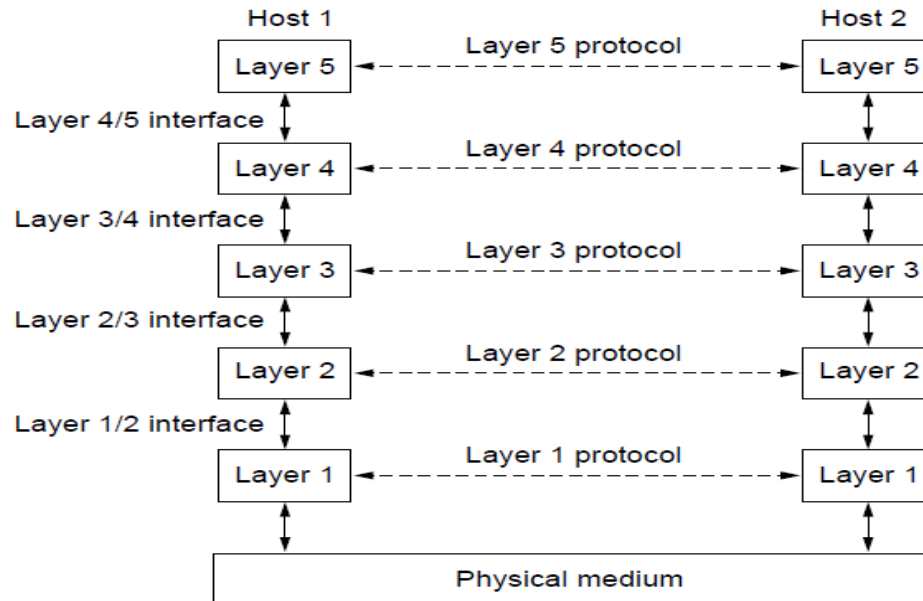 Host 1
Host 2
Layer 5
Layer 5 protocol
Layer 5
Layer 4/5 interface
Layer 4
Layer 4 protocol
Layer 4
Layer 3/4 interface
Layer 3
Layer 3 protocol
Layer 3
Layer 2/3 interface
Layer 2
Layer 2 protocol
Layer 2
Layer 1/2 interface
Layer 1
Layer 1 protocol
Layer 1
Physical medium